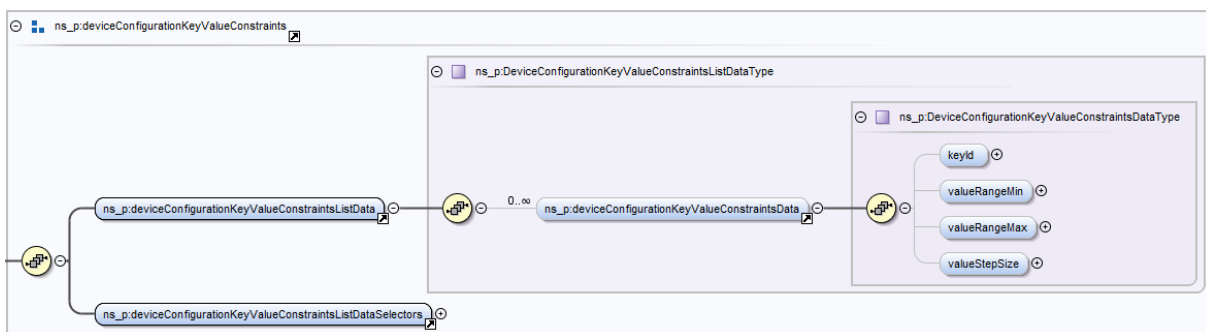 ns_p:deviceConfigurationKeyValueConstraints
ns_p:DeviceConfigurationKeyValueConstraintsListDataType
ns_p:DeviceConfigurationKeyValueConstraintsDataType
keyId
valueRangeMin
ns_p:deviceConfigurationKeyValueConstraintsListData
0..∞
ns_p:deviceConfigurationKeyValueConstraintsData
valueRangeMax
valueStepSize
ns_p:deviceConfigurationKeyValueConstraintsListDataSelectors